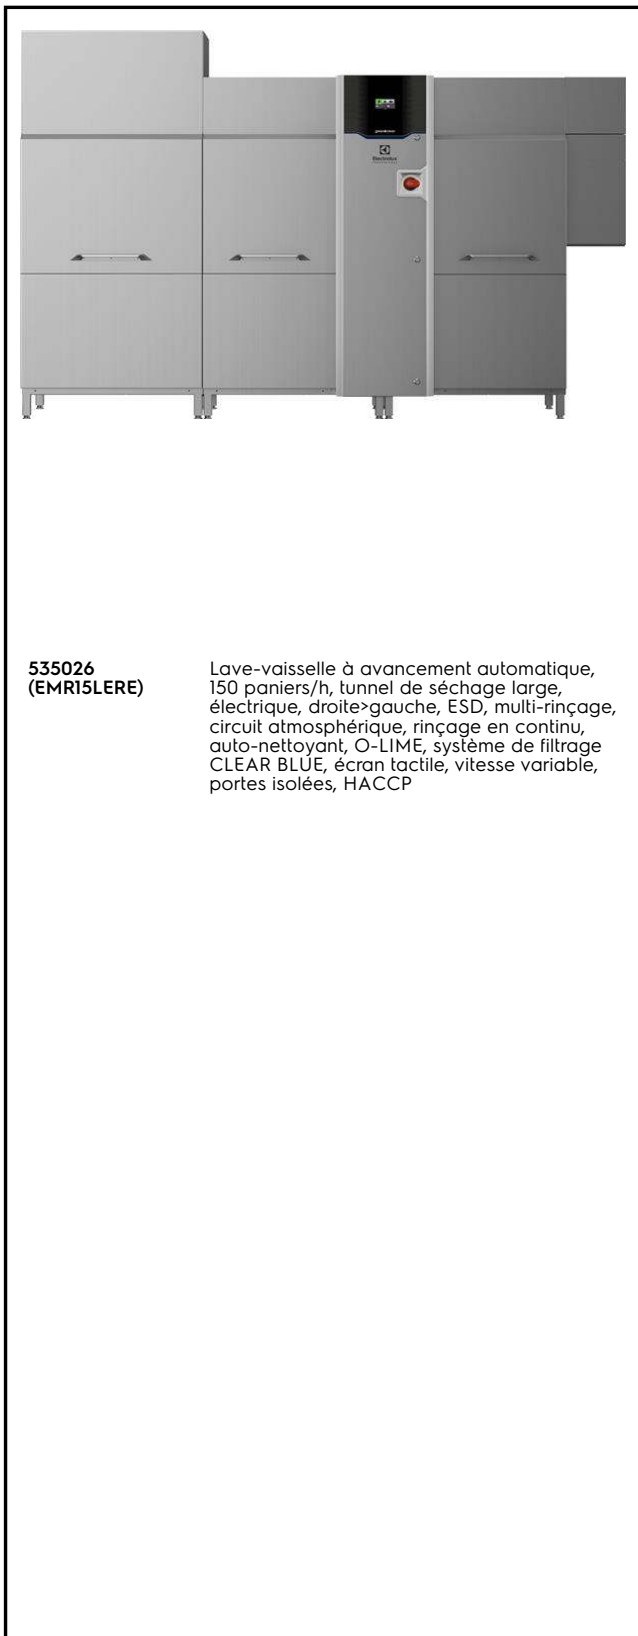 Electrolux
535026
(EMR15LERE)
Lave-vaisselle à avancement automatique,
150 paniers/h, tunnel de séchage large,
électrique, droite>gauche, ESD, multi-rinçage,
circuit atmosphérique, rinçage en continu,
auto-nettoyant, O-LIME, système de filtrage
CLEAR BLUE, écran tactile, vitesse variable,
portes isolées, HACCP